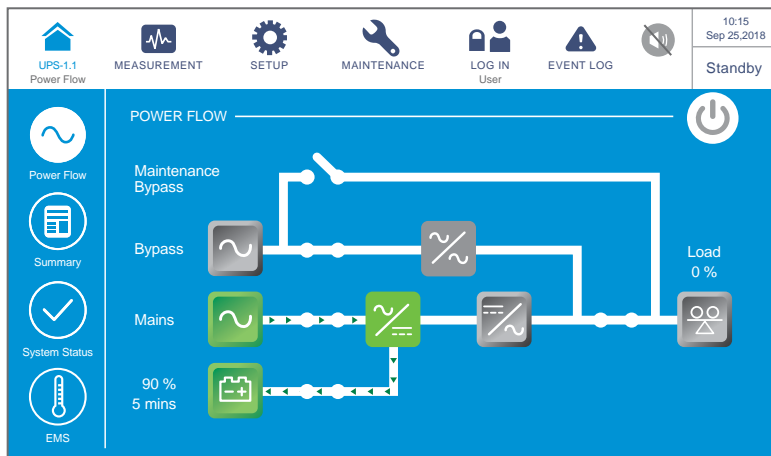 10:15
Sep 25,2018
UPS-1.1
Power Flow
MEASUREMENT
SETUP
MAINTENANCE
LOG IN
User
EVENT LOG
Standby
POWER FLOW
Power Flow
Maintenance
Bypass
Bypass
Summary
Load
0 %
Mains
System Status
90 %
5 mins
EMS